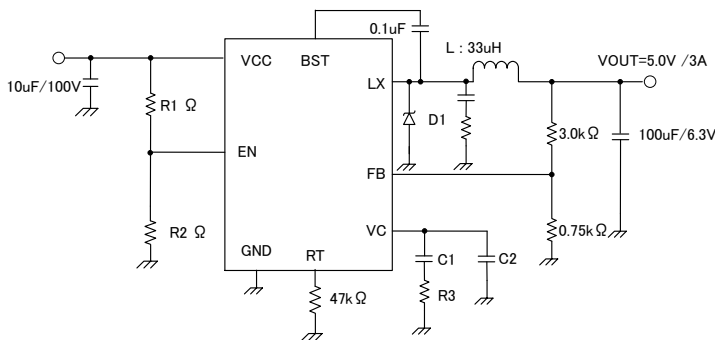 0.1uF
L : 33uH
VOUT=5.0V /3A
VCC
BST
LX
10uF/100V
R1 Ω
D1
3.0kΩ
100uF/6.3V
EN
FB
R2 Ω
VC
0.75kΩ
GND
RT
C1
C2
47kΩ
R3